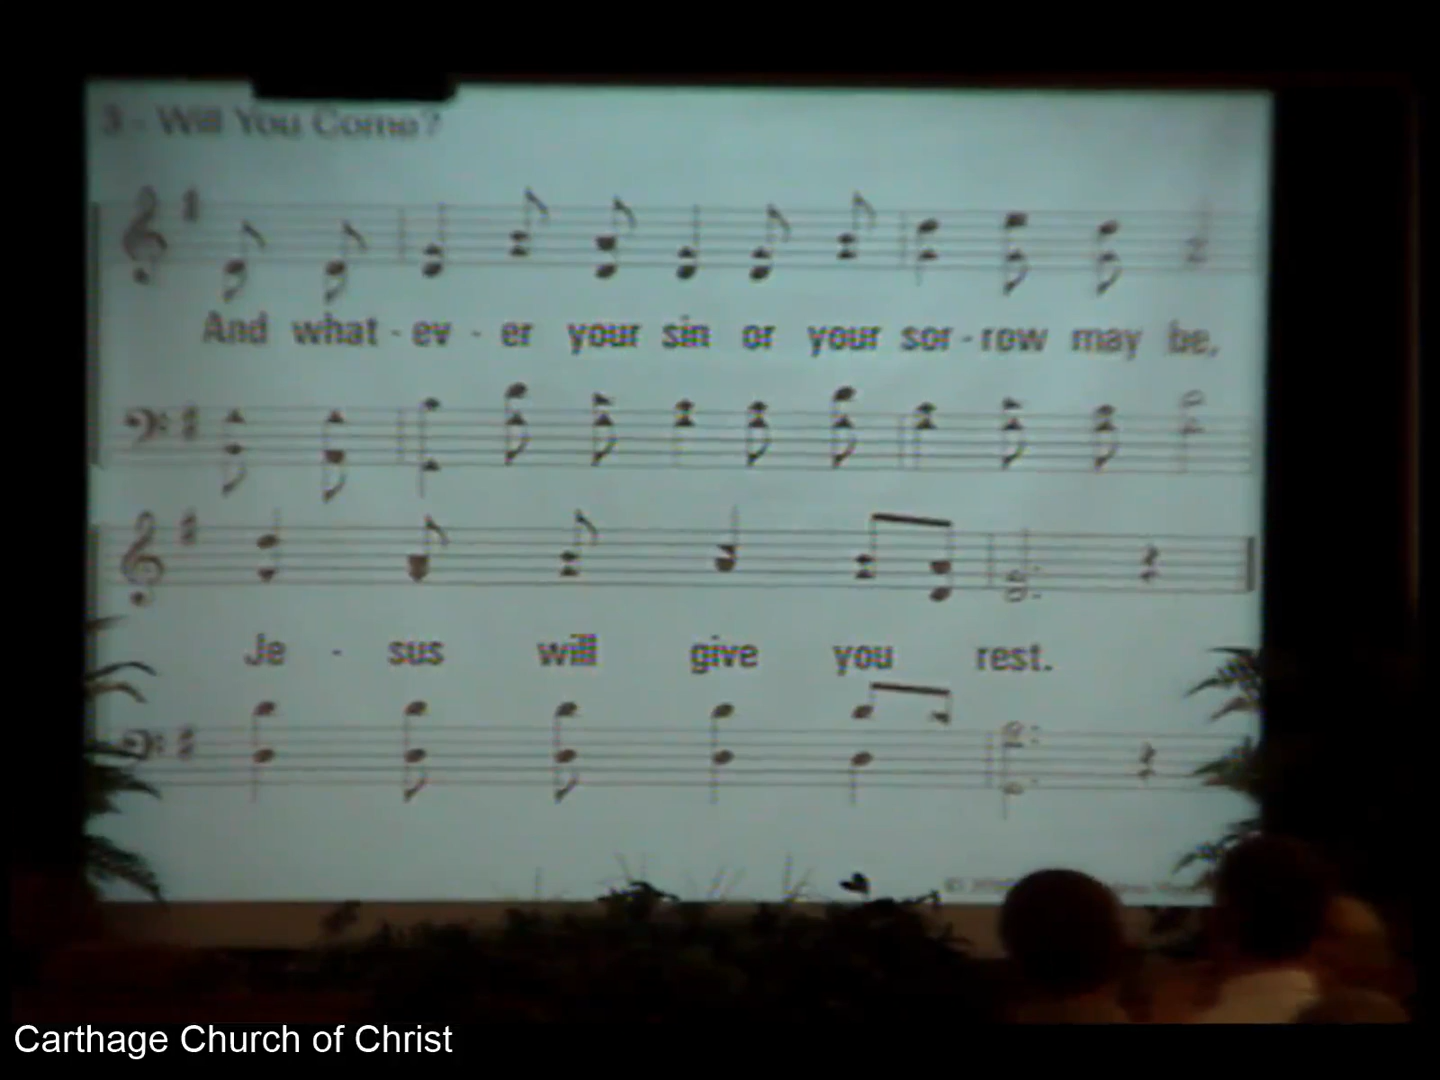 3 - Will You Come?
And what - ev - er your sin or your sor - row may be,
Je - sus will give you rest.
Carthage Church of Christ